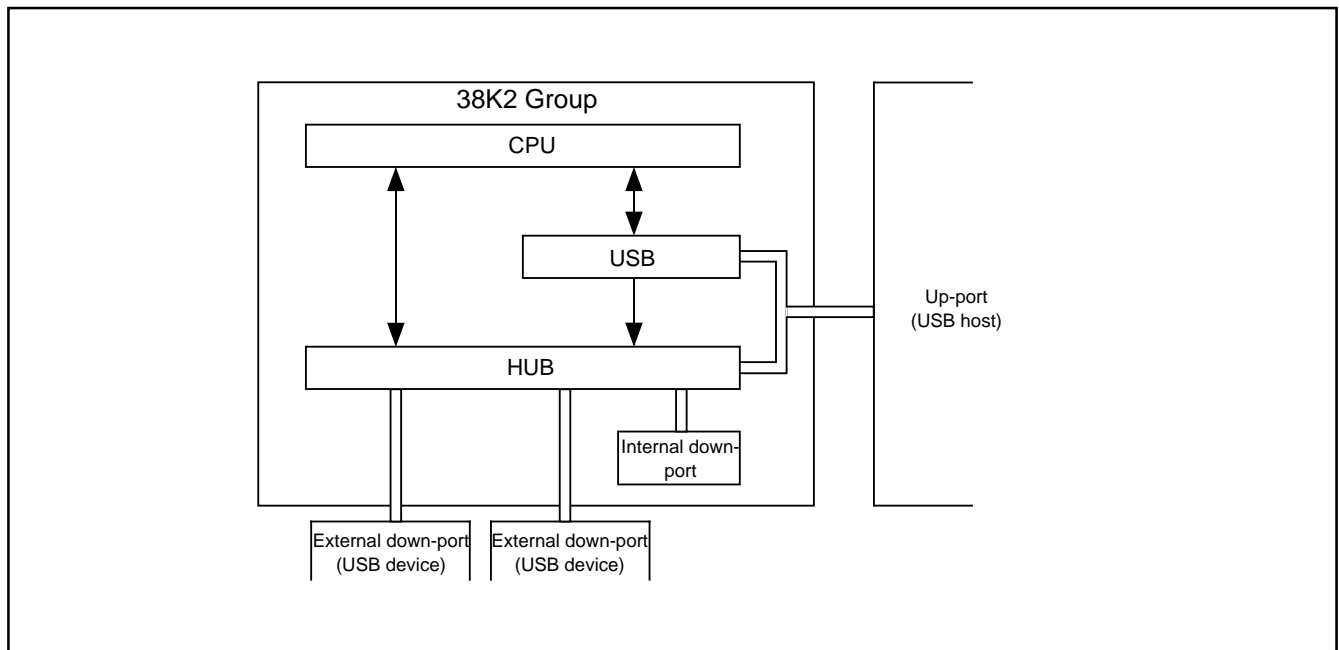 38K2 Group
CPU
USB
Up-port
(USB host)
HUB
Internal down-
port
External down-port
(USB device)
External down-port
(USB device)